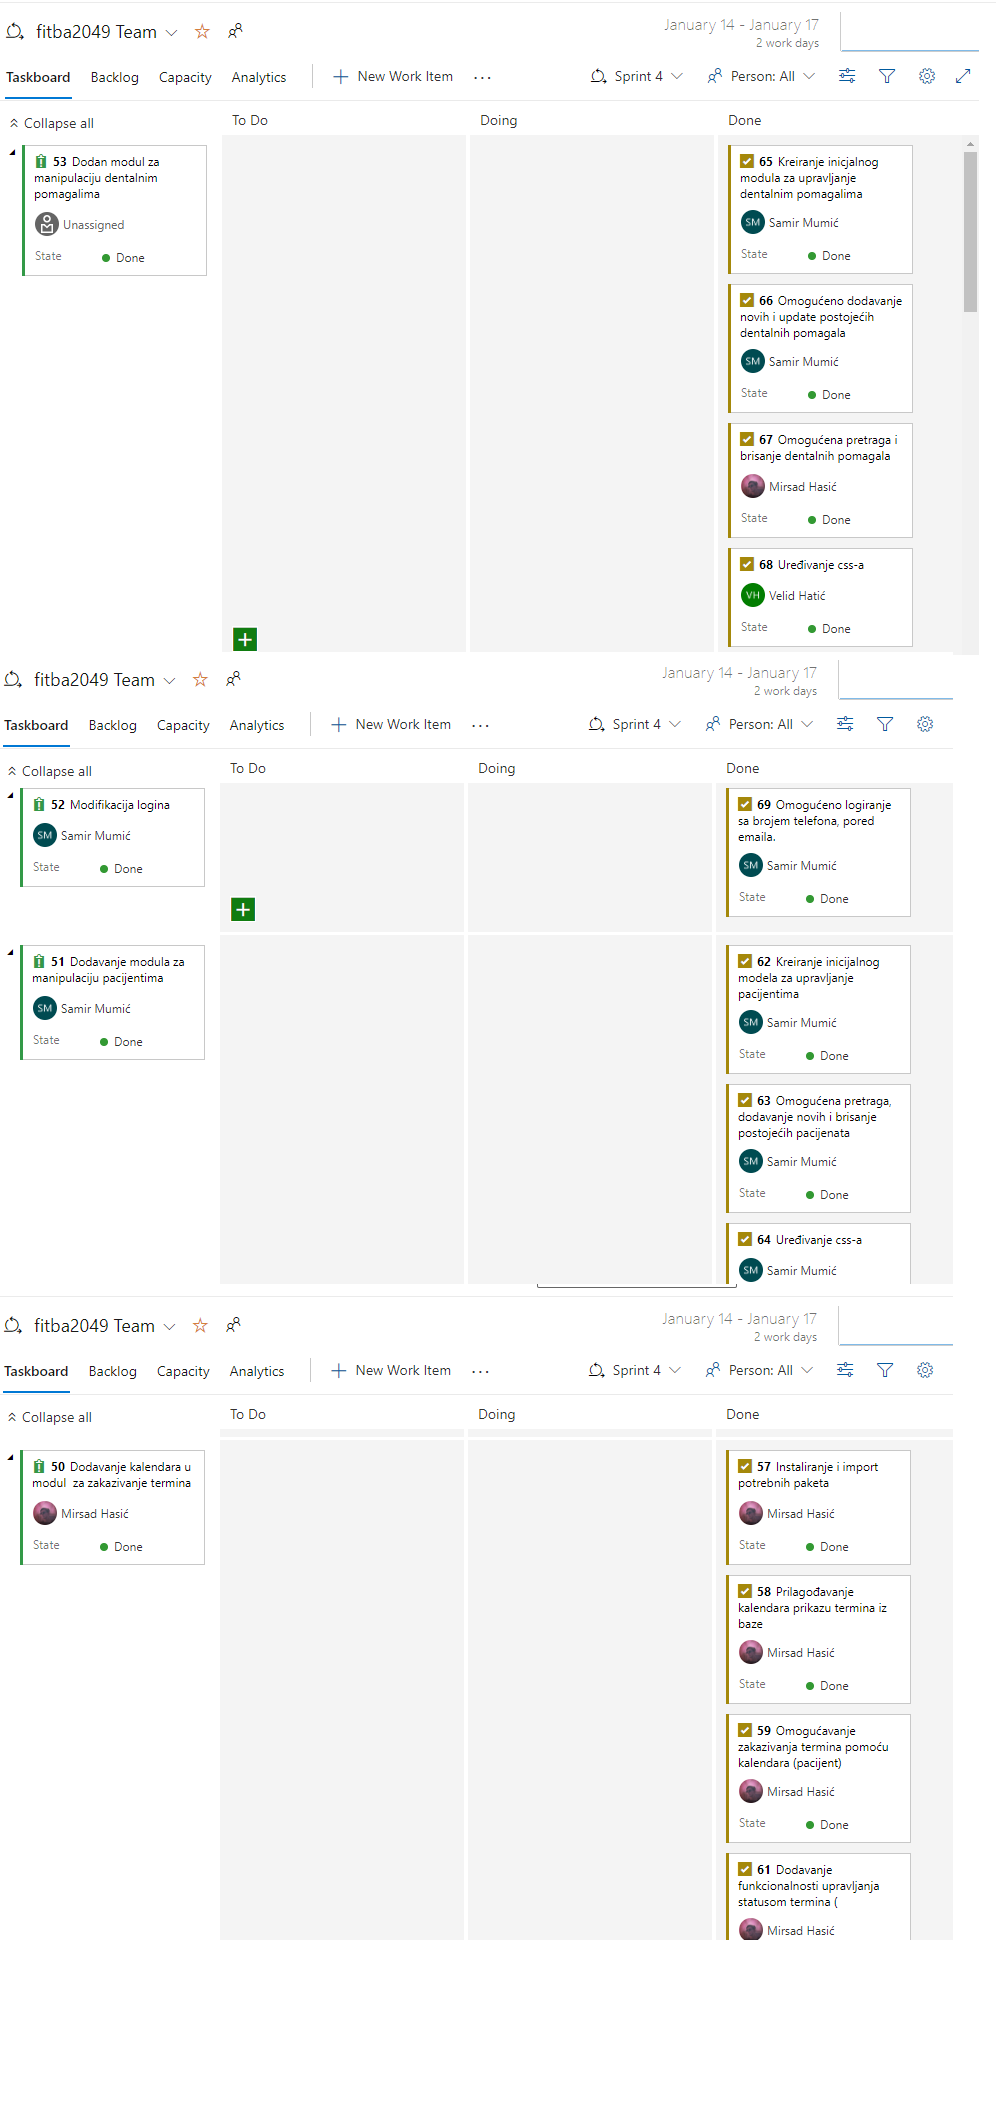 fitba2049 Team
January 14 - January 17
2 work days
Taskboard Backlog Capacity Analytics New Work Item ... Sprint 4 Person: All
Collapse all
To Do Doing Done
53 Dodan modul za
manipulaciju dentalnim
pomagalima
Unassigned
State Done
65 Kreiranje inicjalnog
modula za upravljanje
dentalnim pomagalima
SM Samir Mumić
State Done
66 Omogućeno dodavanje
novih i update postojećih
dentalnih pomagala
SM Samir Mumić
State Done
67 Omogućena pretraga i
brisanje dentalnih pomagala
Mirsad Hasić
State Done
68 Uređivanje css-a
VH Velid Hatić
State Done
fitba2049 Team
January 14 - January 17
2 work days
Taskboard Backlog Capacity Analytics New Work Item ... Sprint 4 Person: All
Collapse all
To Do Doing Done
52 Modifikacija logina
SM Samir Mumić
State Done
69 Omogućeno logiranje
sa brojem telefona, pored
emaila.
SM Samir Mumić
State Done
51 Dodavanje modula za
manipulaciju pacijentima
SM Samir Mumić
State Done
62 Kreiranje inicijalnog
modela za upravljanje
pacijentima
SM Samir Mumić
State Done
63 Omogućena pretraga,
dodavanje novih i brisanje
postojećih pacijenata
SM Samir Mumić
State Done
64 Uređivanje css-a
SM Samir Mumić
fitba2049 Team
January 14 - January 17
2 work days
Taskboard Backlog Capacity Analytics New Work Item ... Sprint 4 Person: All
Collapse all
To Do Doing Done
50 Dodavanje kalendara u
modul za zakazivanje termina
Mirsad Hasić
State Done
57 Instaliranje i import
potrebnih paketa
Mirsad Hasić
State Done
58 Prilagođavanje
kalendara prikazu termina iz
baze
Mirsad Hasić
State Done
59 Omogućavanje
zakazivanja termina pomoću
kalendara (pacijent)
Mirsad Hasić
State Done
61 Dodavanje
funkcionalnosti upravljanja
statusom termina (
Mirsad Hasić